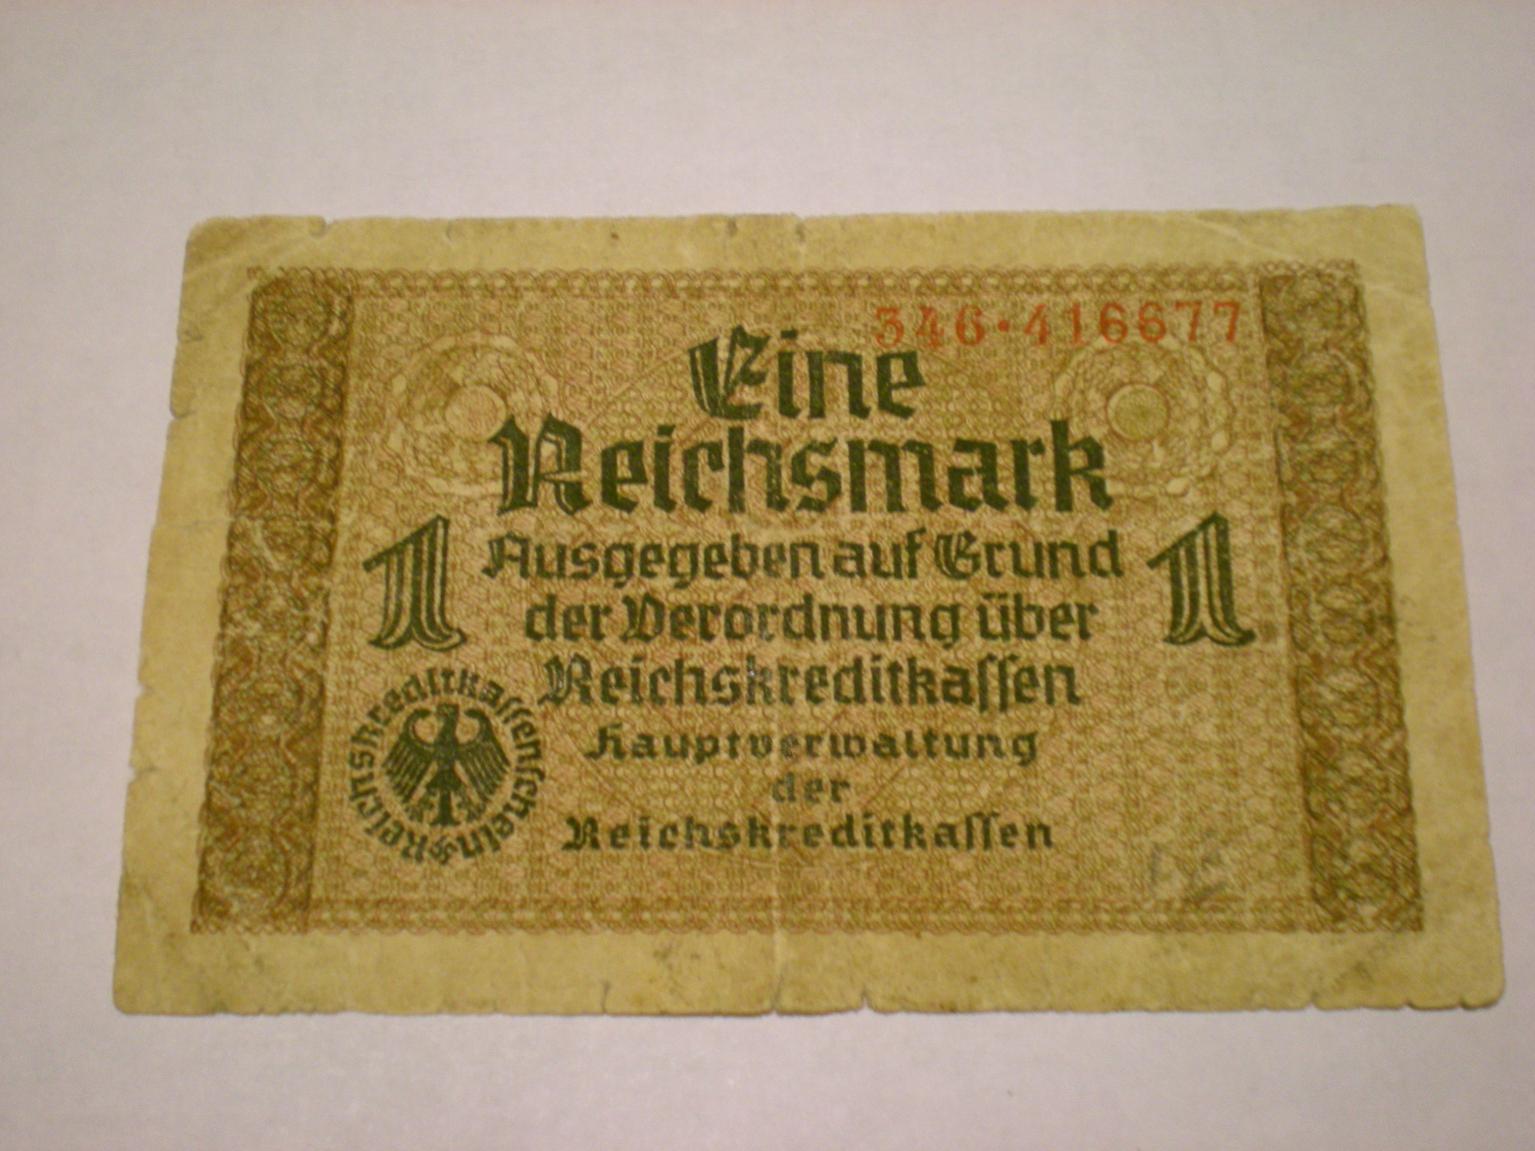 346·416677
Eine
Reichsmark
1 Ausgegeben auf Grund 1
der Verordnung über
Reichskreditkassen
Hauptverwaltung
der
Reichskreditkassen
Reichskreditkassenschein